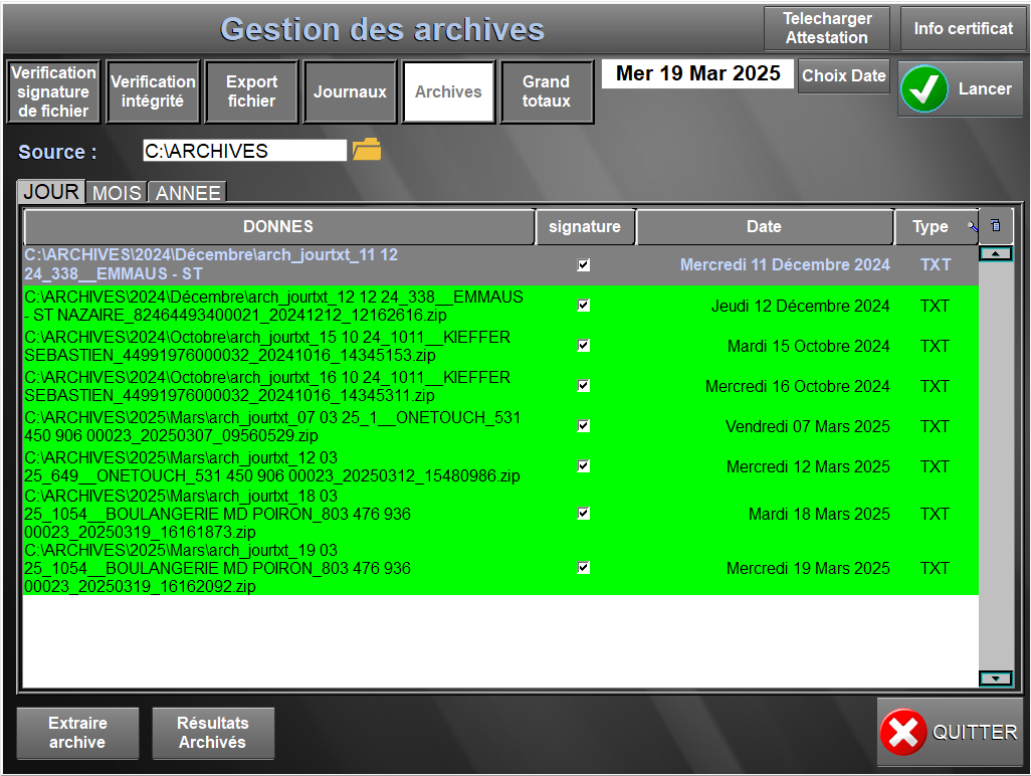 Gestion des archives
Telecharger
Attestation
Info certificat
Verification
signature
de fichier
Verification
intégrité
Export
fichier
Journaux
Archives
Grand
totaux
Mer 19 Mar 2025
Choix Date
Lancer
Source :
C:\ARCHIVES
JOUR
MOIS
ANNEE
DONNES
signature
Date
Type
C:\ARCHIVES\2024\Décembre\arch_jourtxt_11 12
24_338__EMMAUS - ST
Mercredi 11 Décembre 2024
TXT
C:\ARCHIVES\2024\Décembre\arch_jourtxt_12 12 24_338__EMMAUS
- ST NAZAIRE_82464493400021_20241212_12162616.zip
Jeudi 12 Décembre 2024
TXT
C:\ARCHIVES\2024\Octobre\arch_jourtxt_15 10 24_1011__KIEFFER
SEBASTIEN_44991976000032_20241016_14345153.zip
Mardi 15 Octobre 2024
TXT
C:\ARCHIVES\2024\Octobre\arch_jourtxt_16 10 24_1011__KIEFFER
SEBASTIEN_44991976000032_20241016_14345311.zip
Mercredi 16 Octobre 2024
TXT
C:\ARCHIVES\2025\Mars\arch_jourtxt_07 03 25_1__ONETOUCH_531
450 906 00023_20250307_09560529.zip
Vendredi 07 Mars 2025
TXT
C:\ARCHIVES\2025\Mars\arch_jourtxt_12 03
25_649__ONETOUCH_531 450 906 00023_20250312_15480986.zip
Mercredi 12 Mars 2025
TXT
C:\ARCHIVES\2025\Mars\arch_jourtxt_18 03
25_1054__BOULANGERIE MD POIRON_803 476 936
00023_20250319_16161873.zip
Mardi 18 Mars 2025
TXT
C:\ARCHIVES\2025\Mars\arch_jourtxt_19 03
25_1054__BOULANGERIE MD POIRON_803 476 936
00023_20250319_16162092.zip
Mercredi 19 Mars 2025
TXT
Extraire
archive
Résultats
Archivés
QUITTER